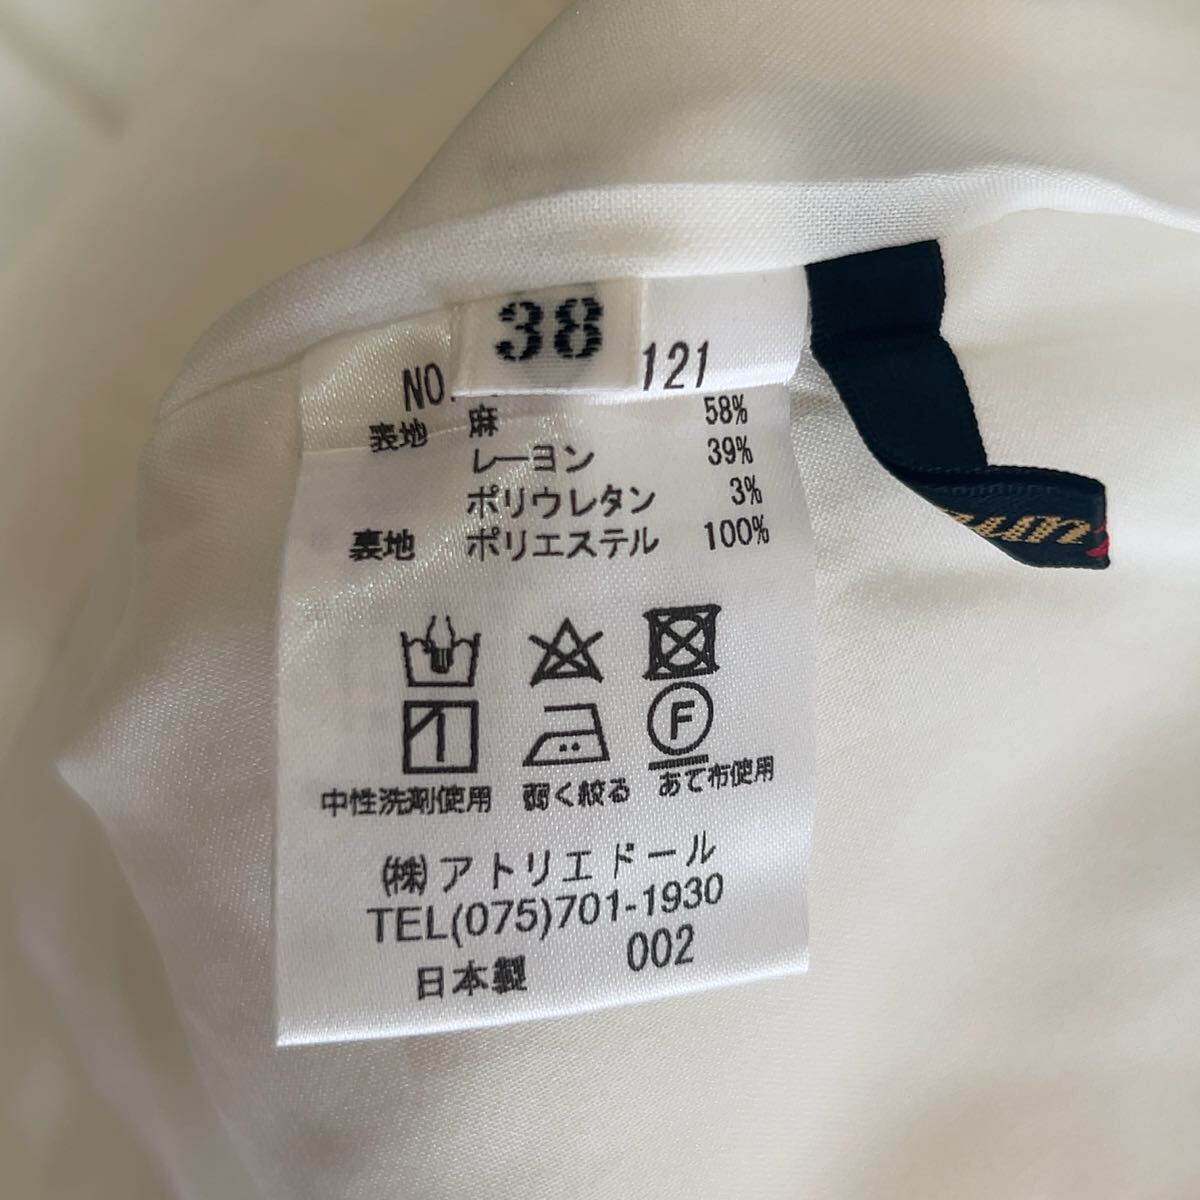 38
NO. 121
表地 麻 58%
レーヨン 39%
ポリウレタン 3%
裏地 ポリエステル 100%
F
中性洗剤使用 弱く絞る あて布使用
(株)アトリエドール
TEL(075)701-1930
日本製 002